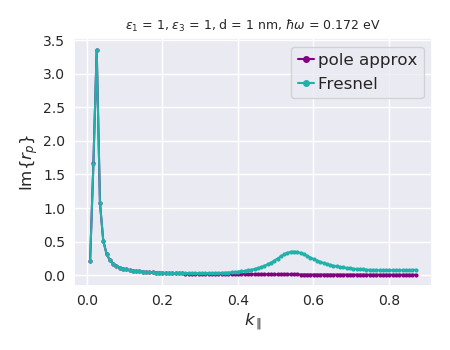 ε₁ = 1, ε₃ = 1, d = 1 nm, ℏω = 0.172 eV
3.5
3.0
2.5
2.0
1.5
1.0
0.5
0.0
Im{rₚ}
pole approx
Fresnel
0.0 0.2 0.4 0.6 0.8
k∥